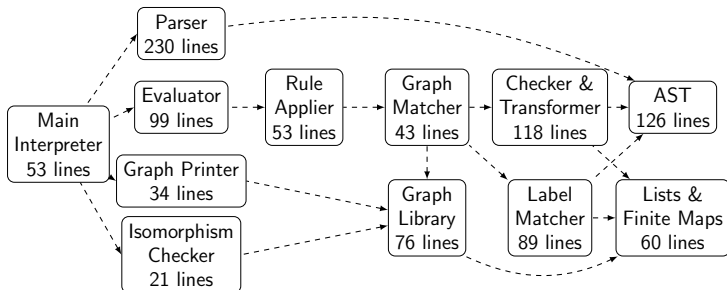 Parser
230 lines
Main
Interpreter
53 lines
Evaluator
99 lines
Rule
Applier
53 lines
Graph
Matcher
43 lines
Checker &
Transformer
118 lines
AST
126 lines
Graph Printer
34 lines
Isomorphism
Checker
21 lines
Graph
Library
76 lines
Label
Matcher
89 lines
Lists &
Finite Maps
60 lines